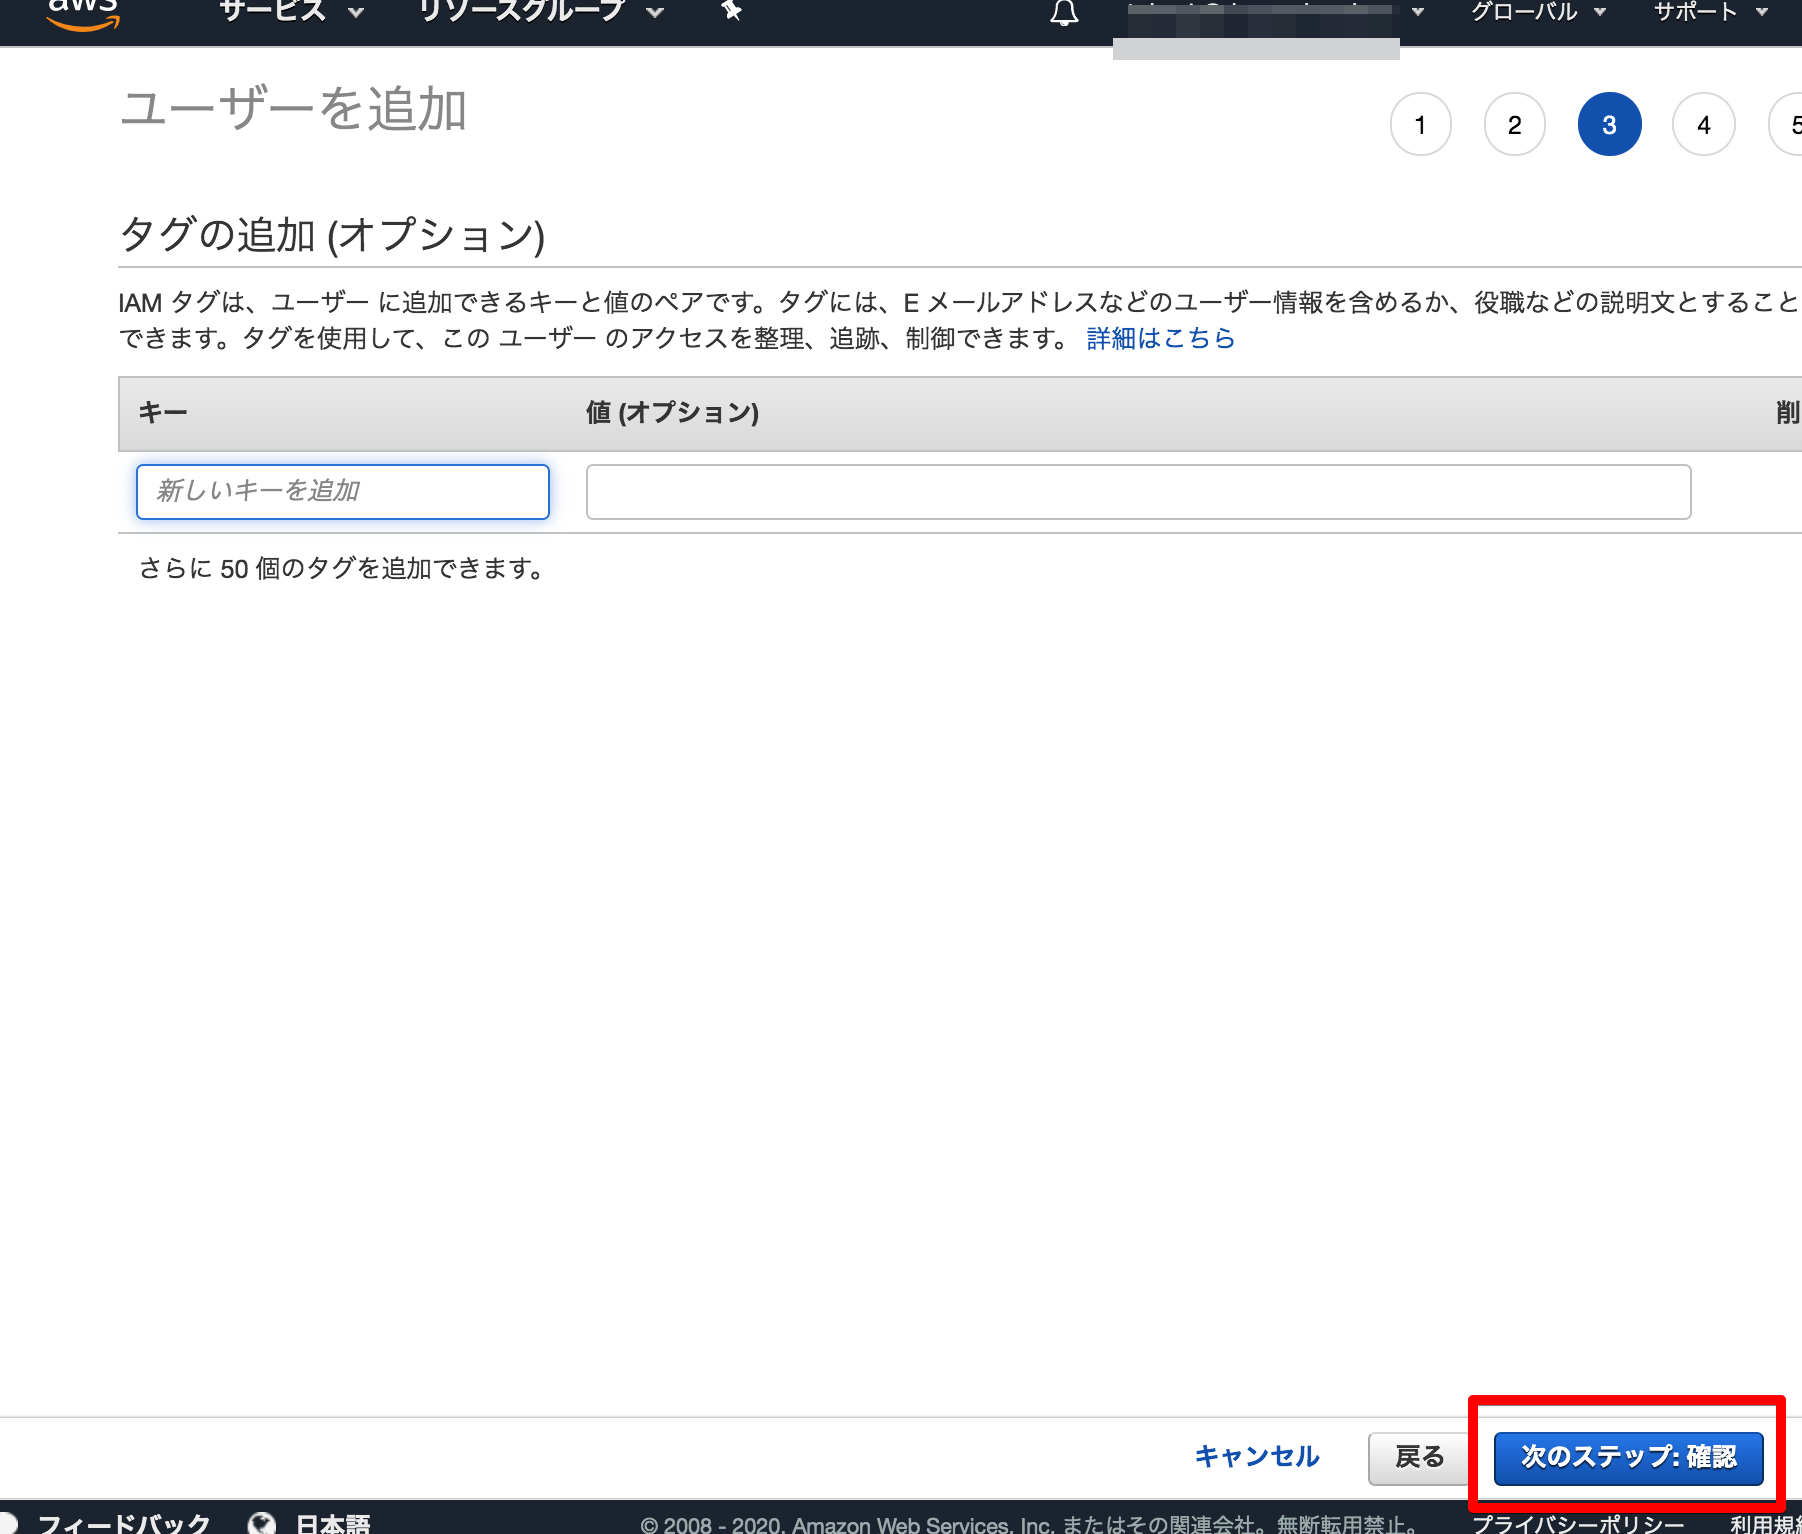 aws サービス リソースグループ グローバル サポート
ユーザーを追加
1 2 3 4 5
タグの追加 (オプション)
IAM タグは、ユーザー に追加できるキーと値のペアです。タグには、E メールアドレスなどのユーザー情報を含めるか、役職などの説明文とすること
できます。タグを使用して、この ユーザー のアクセスを整理、追跡、制御できます。 詳細はこちら
キー 値 (オプション) 削
新しいキーを追加
さらに 50 個のタグを追加できます。
キャンセル 戻る 次のステップ: 確認
フィードバック 日本語 © 2008 - 2020, Amazon Web Services, Inc. またはその関連会社。無断転用禁止。 プライバシーポリシー 利用規